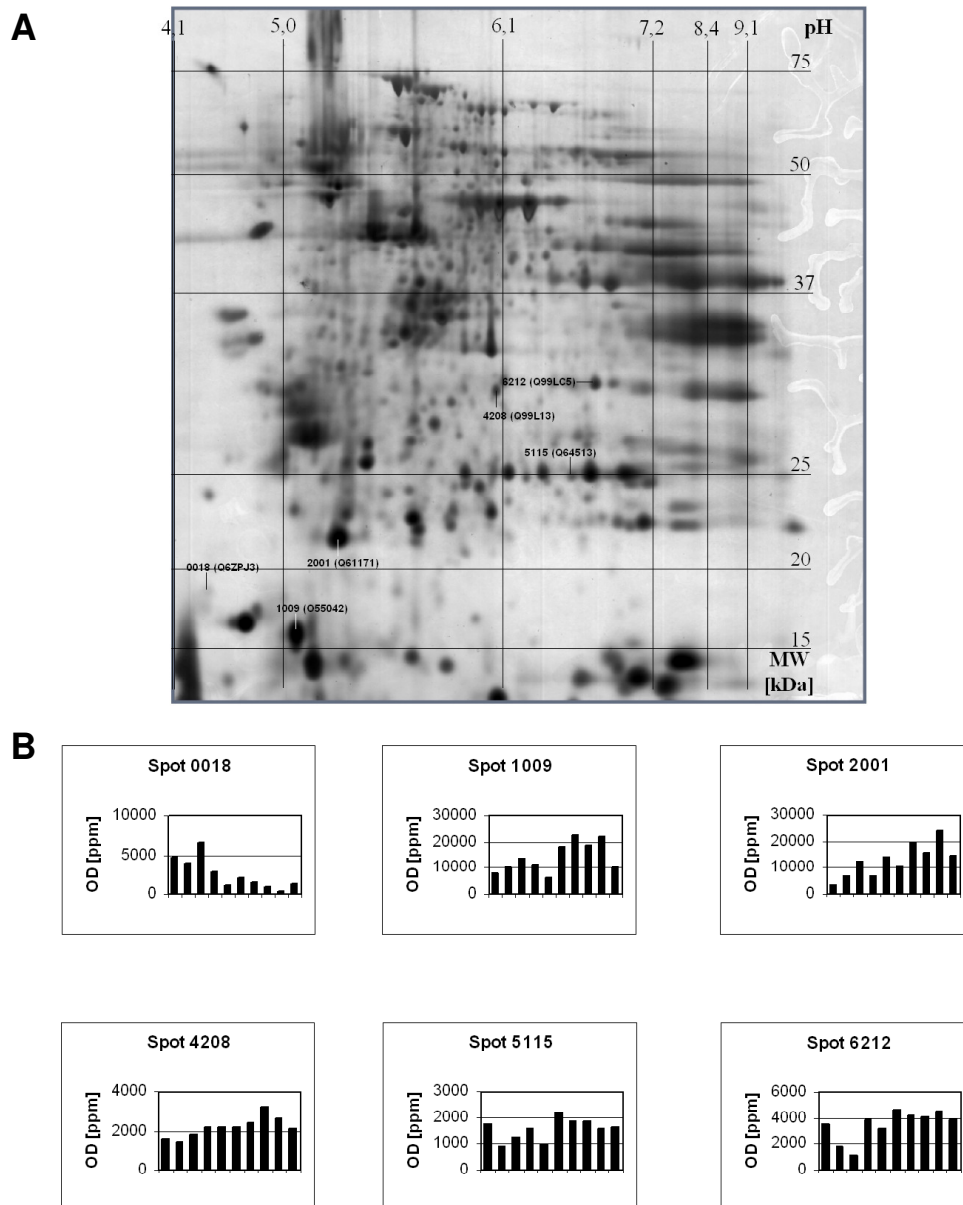 A
4,1 5,0 6,1 7,2 8,4 9,1 pH
75
50
37
6212 (Q99LC5)
4208 (Q99L13)
5115 (Q64513)
25
2001 (Q61171)
0018 (Q6ZPJ3)
20
1009 (O55042)
15
MW
[kDa]
B
Spot 0018
OD [ppm]
10000
5000
0
Spot 1009
OD [ppm]
30000
20000
10000
0
Spot 2001
OD [ppm]
30000
20000
10000
0
Spot 4208
OD [ppm]
4000
2000
0
Spot 5115
OD [ppm]
3000
2000
1000
0
Spot 6212
OD [ppm]
6000
4000
2000
0